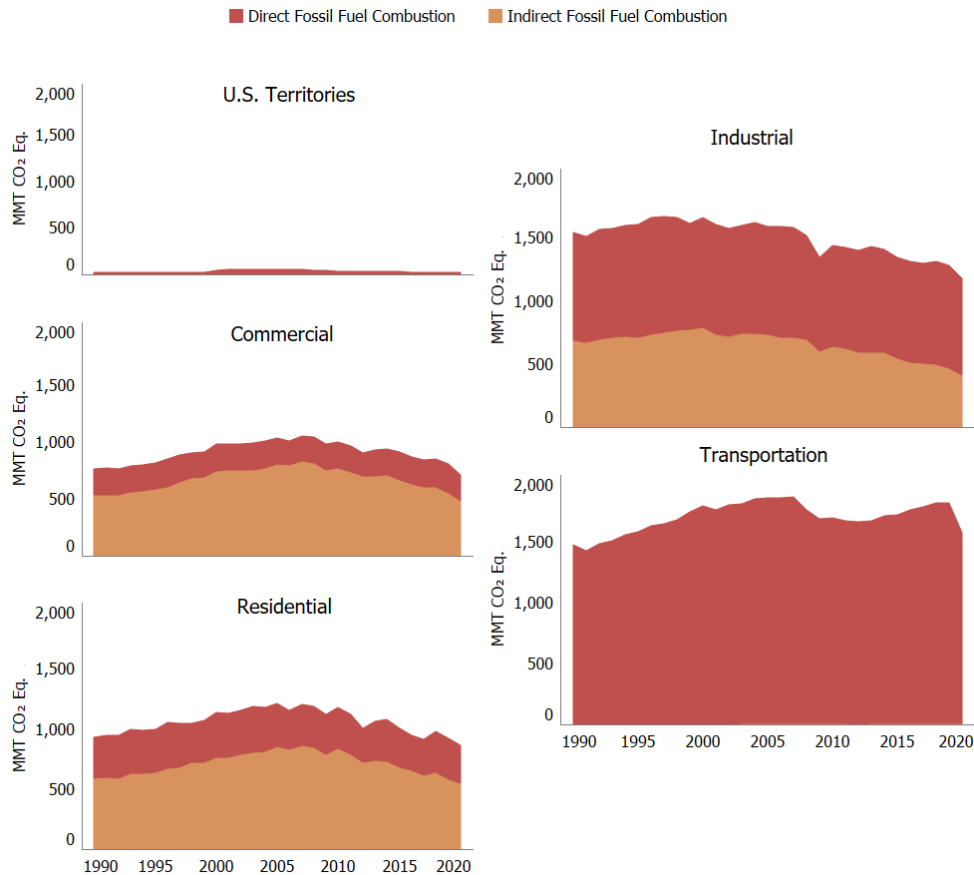 Direct Fossil Fuel Combustion
Indirect Fossil Fuel Combustion
U.S. Territories
MMT CO₂ Eq.
2,000
1,500
1,000
500
0
Commercial
MMT CO₂ Eq.
2,000
1,500
1,000
500
0
Residential
MMT CO₂ Eq.
2,000
1,500
1,000
500
0
1990 1995 2000 2005 2010 2015 2020
Industrial
MMT CO₂ Eq.
2,000
1,500
1,000
500
0
Transportation
MMT CO₂ Eq.
2,000
1,500
1,000
500
0
1990 1995 2000 2005 2010 2015 2020